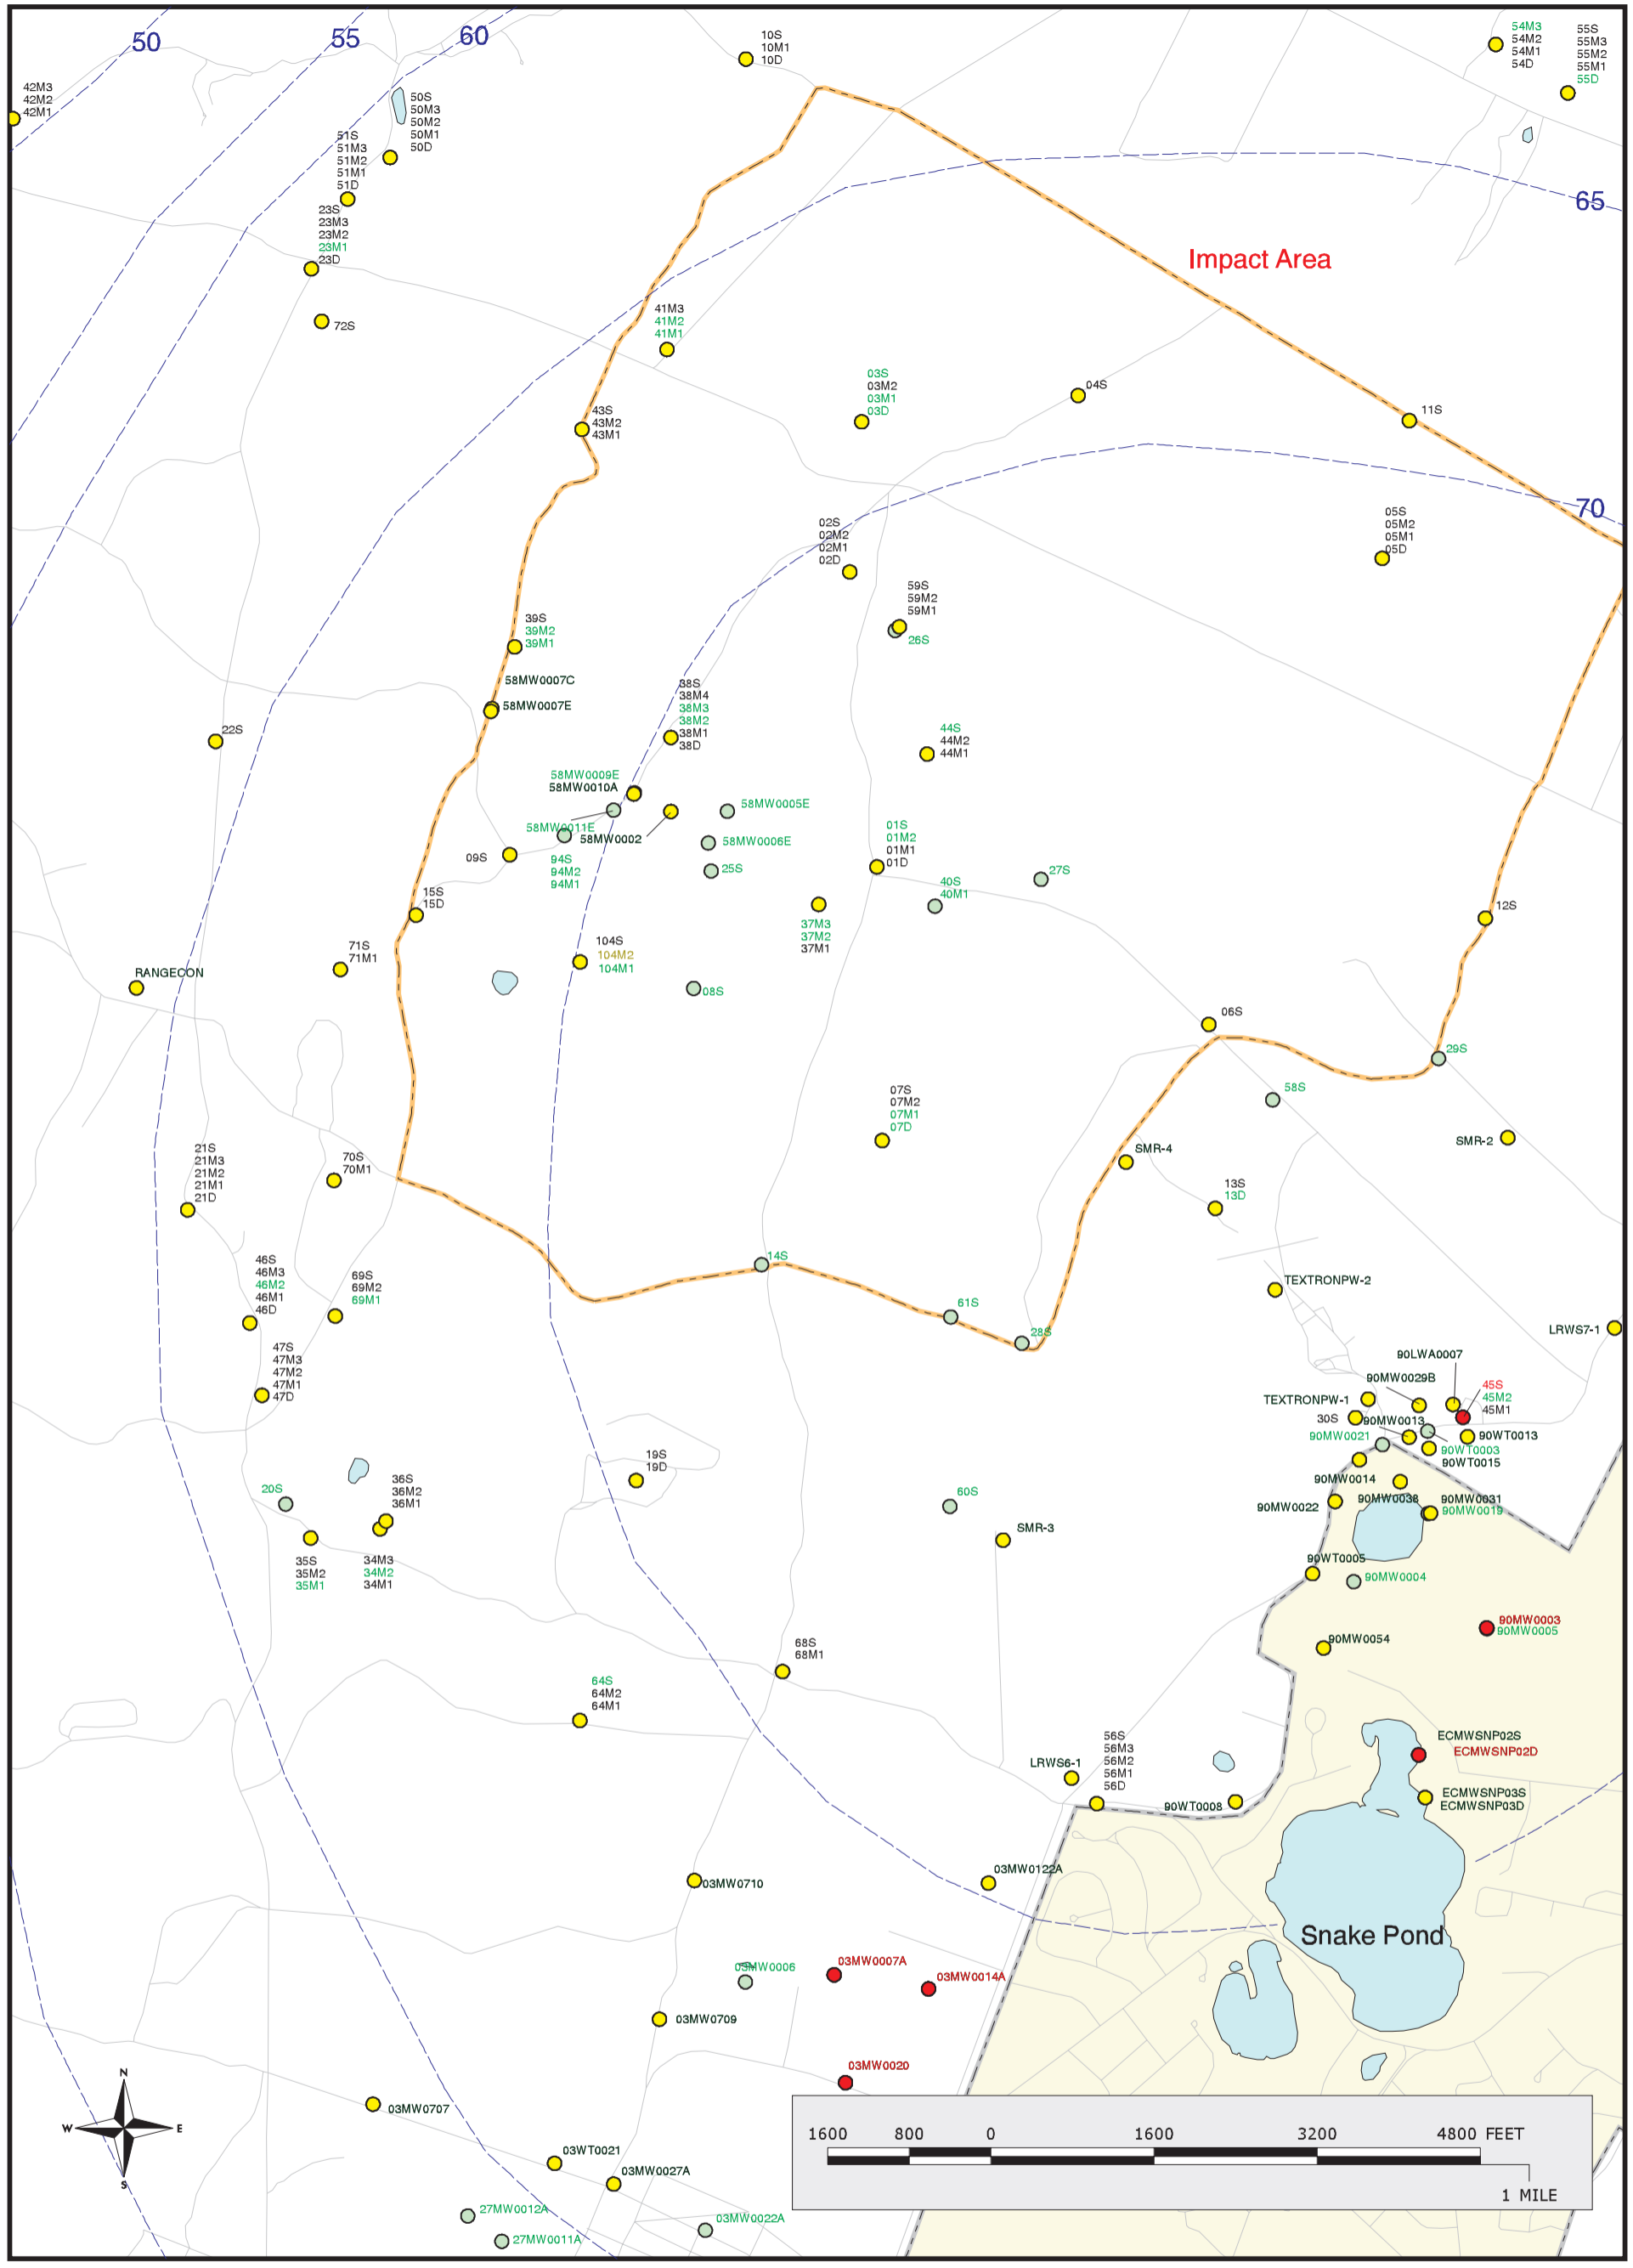 50
55
60
10S
10M1
10D
54M3
54M2
54M1
54D
55S
55M3
55M2
55M1
55D
42M3
42M2
42M1
50S
50M3
50M2
50M1
50D
51S
51M3
51M2
51M1
51D
65
23S
23M3
23M2
23M1
23D
Impact Area
72S
41M3
41M2
41M1
03S
03M2
03M1
03D
04S
43S
43M2
43M1
11S
70
02S
02M2
02M1
02D
05S
05M2
05M1
05D
59S
59M2
59M1
26S
39S
39M2
39M1
58MW0007C
58MW0007E
38S
38M4
38M3
38M2
38M1
38D
22S
44S
44M2
44M1
58MW0009E
58MW0010A
58MW0005E
58MW0011E
58MW0002
58MW0006E
01S
01M2
01M1
01D
09S
94S
94M2
94M1
25S
27S
40S
40M1
15S
15D
37M3
37M2
37M1
12S
104S
104M2
104M1
71S
71M1
RANGECON
08S
06S
29S
58S
07S
07M2
07M1
07D
SMR-2
SMR-4
21S
21M3
21M2
21M1
21D
70S
70M1
13S
13D
14S
46S
46M3
46M2
46M1
46D
69S
69M2
69M1
TEXTRONPW-2
61S
28S
LRWS7-1
47S
47M3
47M2
47M1
47D
90LWA0007
90MW0029B
45S
45M2
45M1
TEXTRONPW-1
30S
90MW0013
90MW0021
90WT0013
90WT0003
90WT0015
19S
19D
90MW0014
20S
36S
36M2
36M1
60S
90MW0022
90MW0038
90MW0031
90MW0019
SMR-3
35S
35M2
35M1
34M3
34M2
34M1
90WT0005
90MW0004
90MW0003
90MW0005
90MW0054
68S
68M1
64S
64M2
64M1
56S
56M3
56M2
56M1
56D
LRWS6-1
90WT0008
ECMWSNP02S
ECMWSNP02D
ECMWSNP03S
ECMWSNP03D
03MW0710
03MW0122A
Snake Pond
03MW0006
03MW0007A
03MW0014A
03MW0709
03MW0020
N
W
E
S
03MW0707
1600 800 0 1600 3200 4800 FEET
1 MILE
03WT0021
03MW0027A
27MW0012A
27MW0011A
03MW0022A